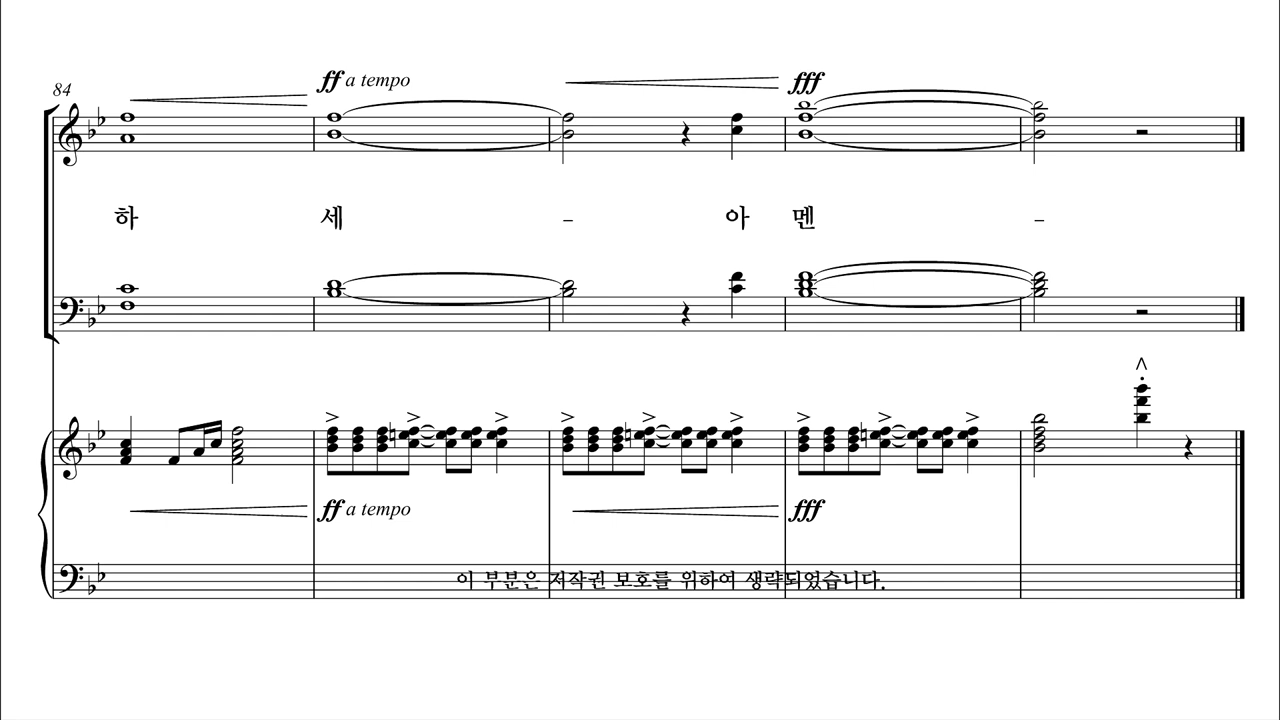 84
ff a tempo
fff
하 세 - 아 멘 -
ff a tempo
fff
이 부분은 저작권 보호를 위하여 생략되었습니다.